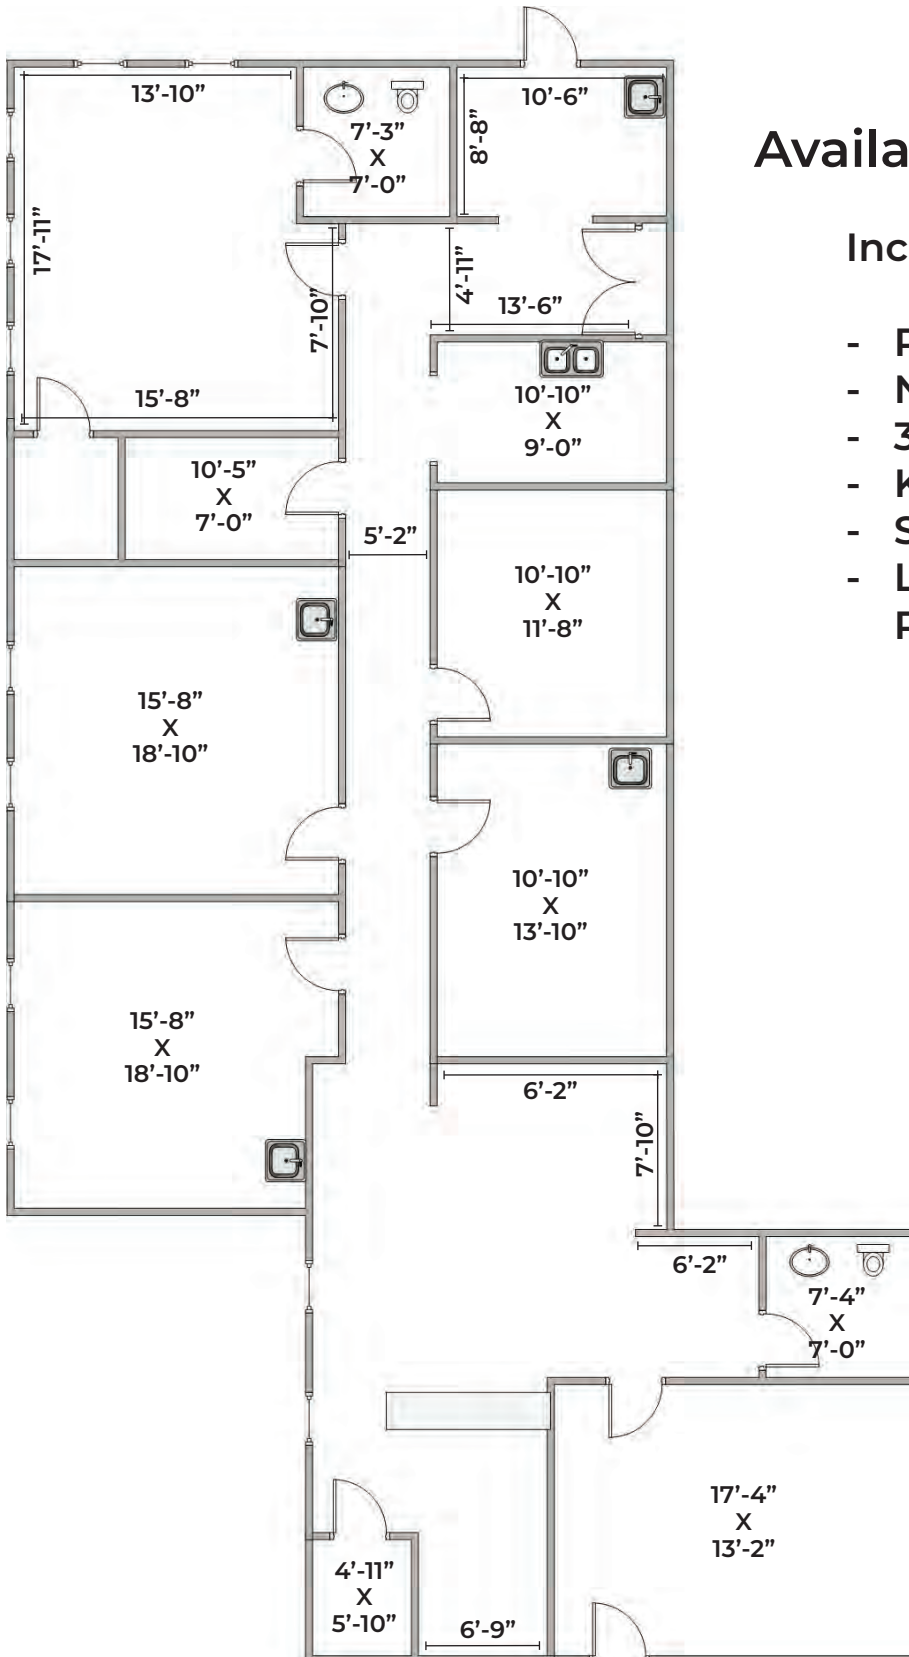 13’-10”
7’-3”
X
7’-0”
10’-6”
8’-8”
17’-11”
7’-10”
4’-11”
13’-6”
15’-8”
10’-10”
X
9’-0”
10’-5”
X
7’-0”
5’-2”
10’-10”
X
11’-8”
15’-8”
X
18’-10”
10’-10”
X
13’-10”
15’-8”
X
18’-10”
6’-2”
7’-10”
6’-2”
7’-4”
X
7’-0”
17’-4”
X
13’-2”
4’-11”
X
5’-10”
6’-9”
Availa
Inc
-
-
- 3
- K
- S
- L